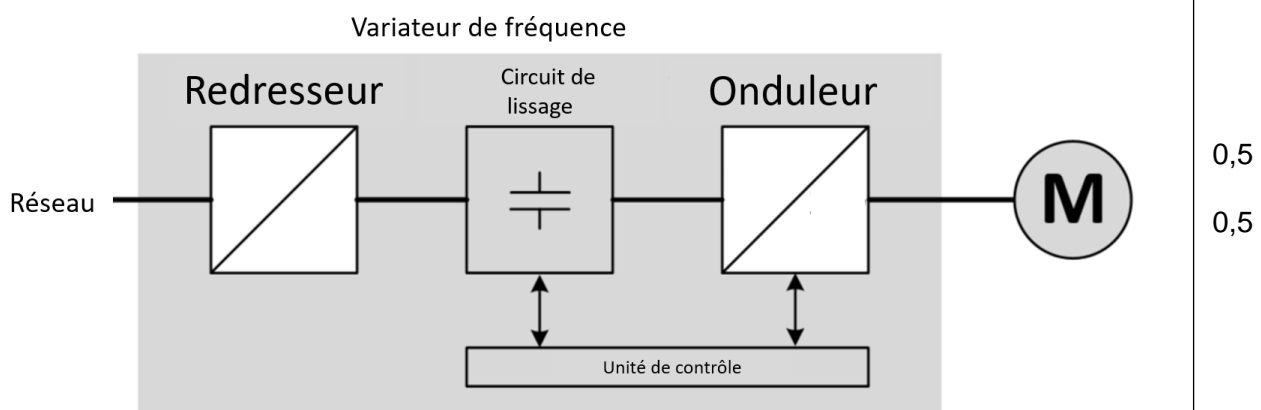 Variateur de fréquence
Redresseur
Circuit de
lissage
Onduleur
Réseau
M
0,5
0,5
Unité de contrôle